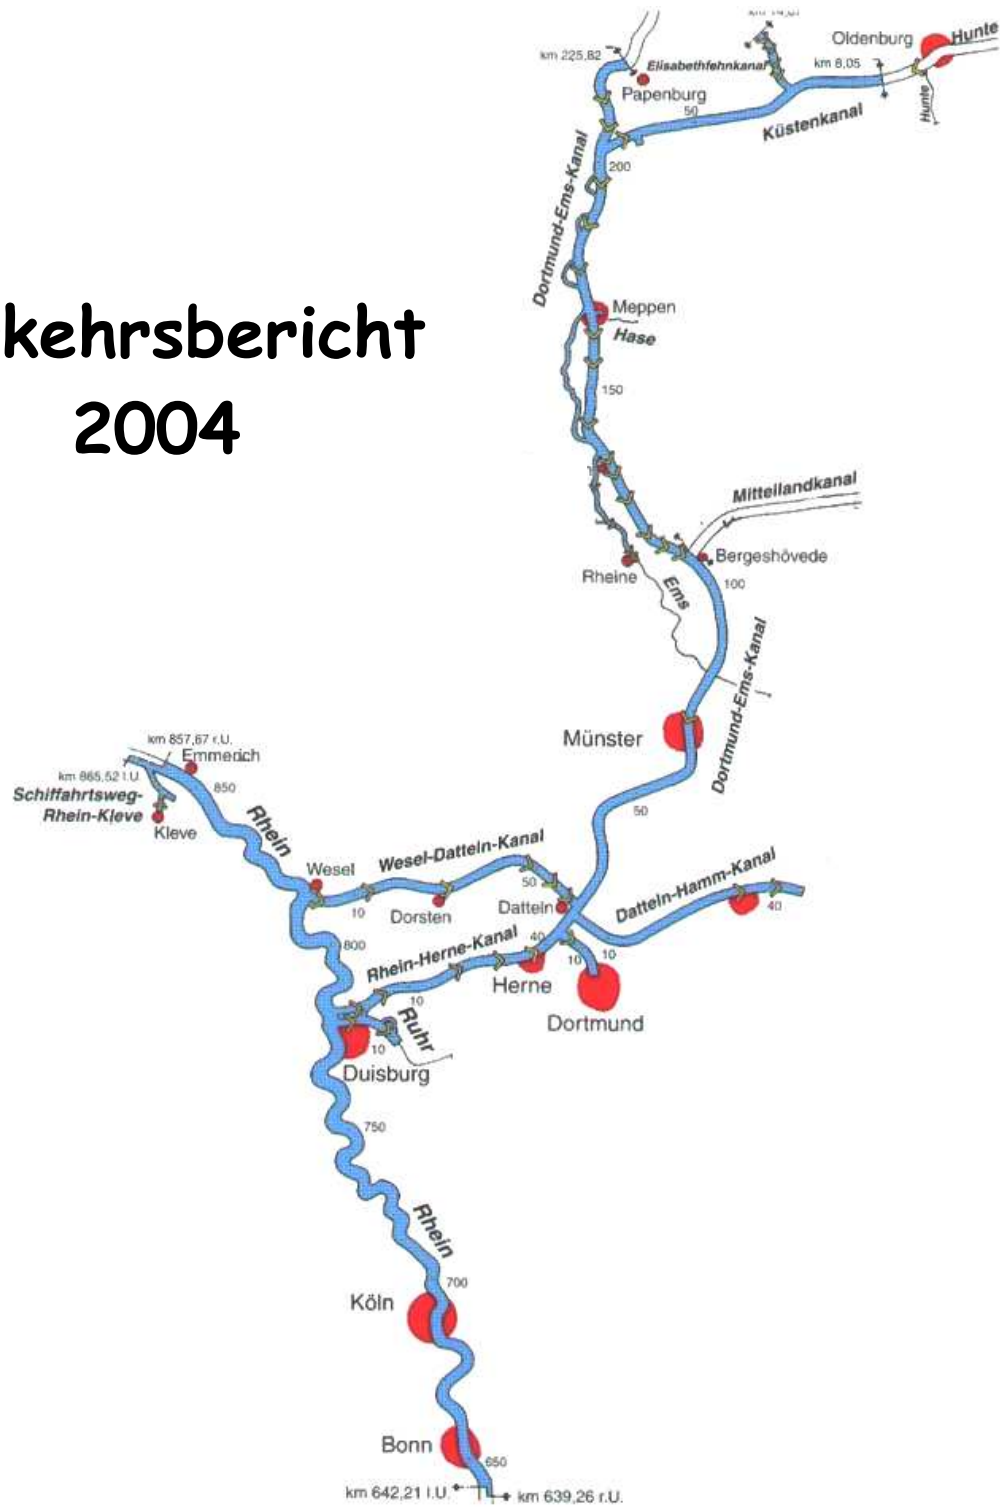 km 225,82
Elisabethfehnkanal
Papenburg
Oldenburg
Hunte
km 8,05
Hunte
50
Küstenkanal
200
Dortmund-Ems-Kanal
kehrsbericht
2004
Meppen
Hase
150
Mittellandkanal
Bergeshövede
100
Rheine
Ems
Dortmund-Ems-Kanal
Münster
50
km 857,67 r.U.
Emmerich
km 865,52 l.U.
850
Schiffahrtsweg-
Rhein-Kleve
Kleve
Rhein
Wesel
Wesel-Datteln-Kanal
10
Dorsten
50
Datteln
Datteln-Hamm-Kanal
40
800
Rhein-Herne-Kanal
40
10
10
10
Herne
Dortmund
Ruhr
10
Duisburg
750
Rhein
700
Köln
Bonn
650
km 642,21 l.U.
km 639,26 r.U.